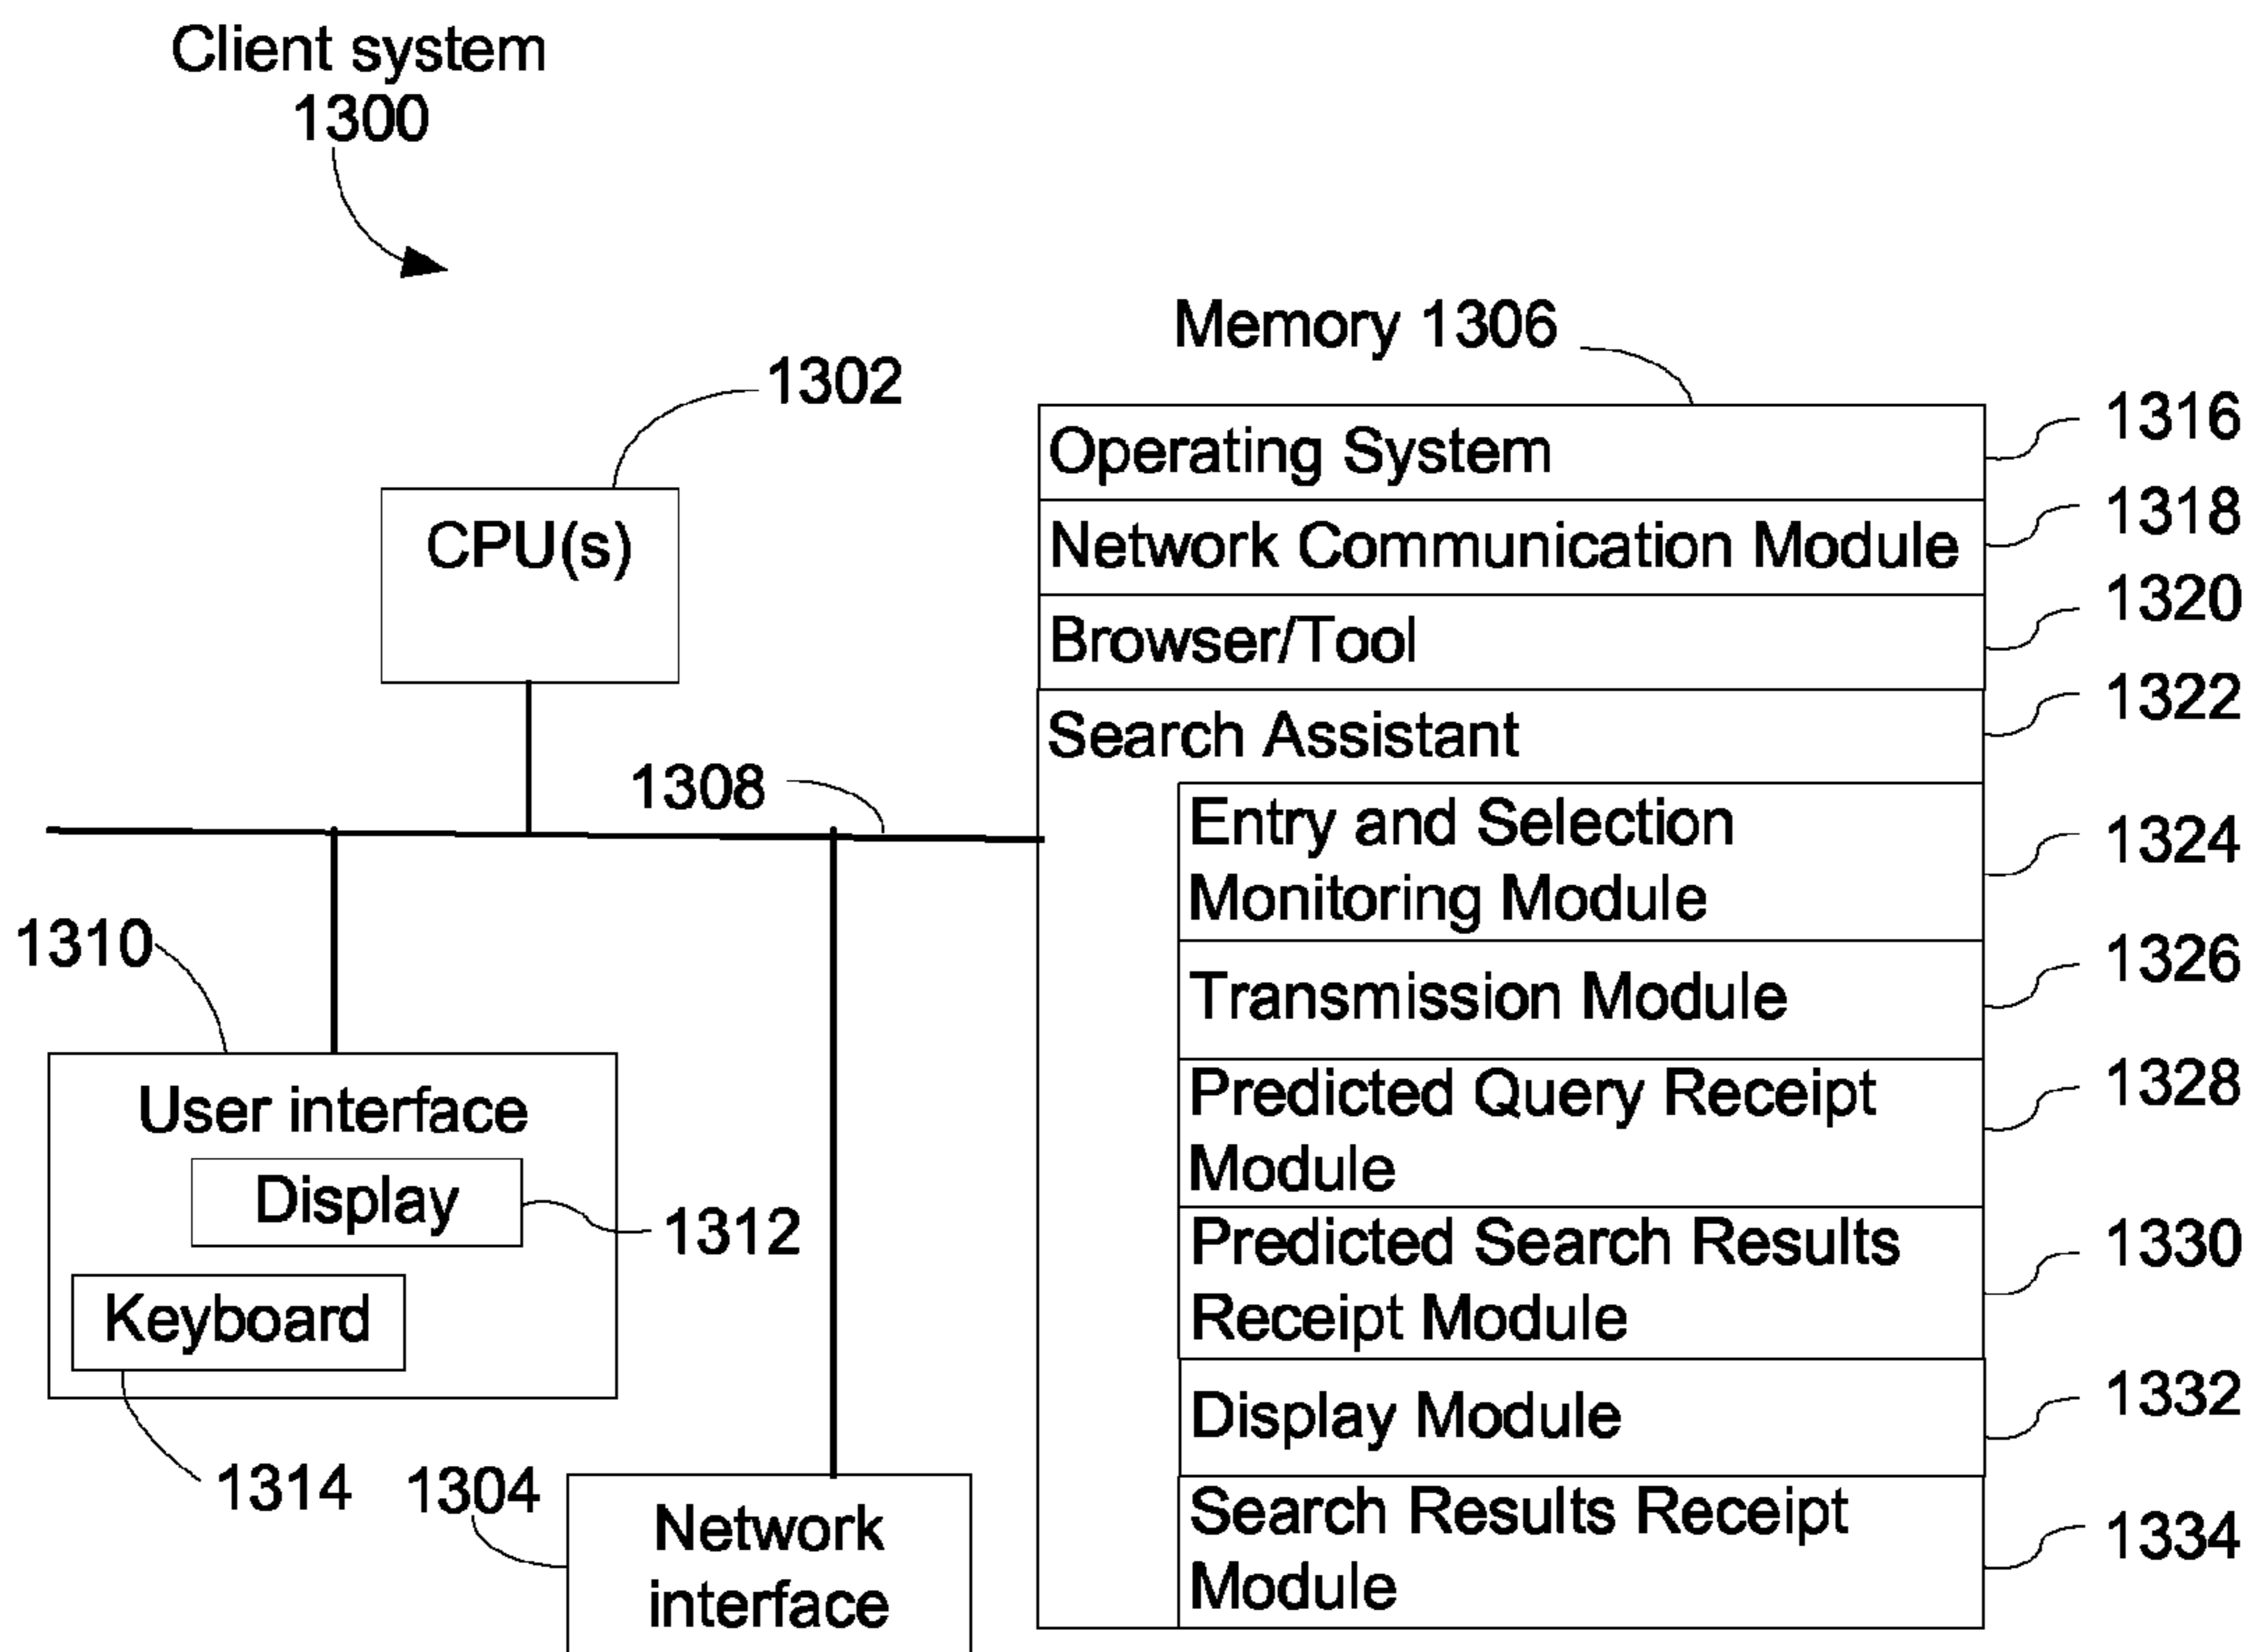 Client system
1300
Memory 1306
1302
CPU(s)
1308
1310
User interface
Display
1312
Keyboard
1314
1304
Network
interface
Operating System
1316
Network Communication Module
1318
Browser/Tool
1320
Search Assistant
1322
Entry and Selection
Monitoring Module
1324
Transmission Module
1326
Predicted Query Receipt
Module
1328
Predicted Search Results
Receipt Module
1330
Display Module
1332
Search Results Receipt
Module
1334